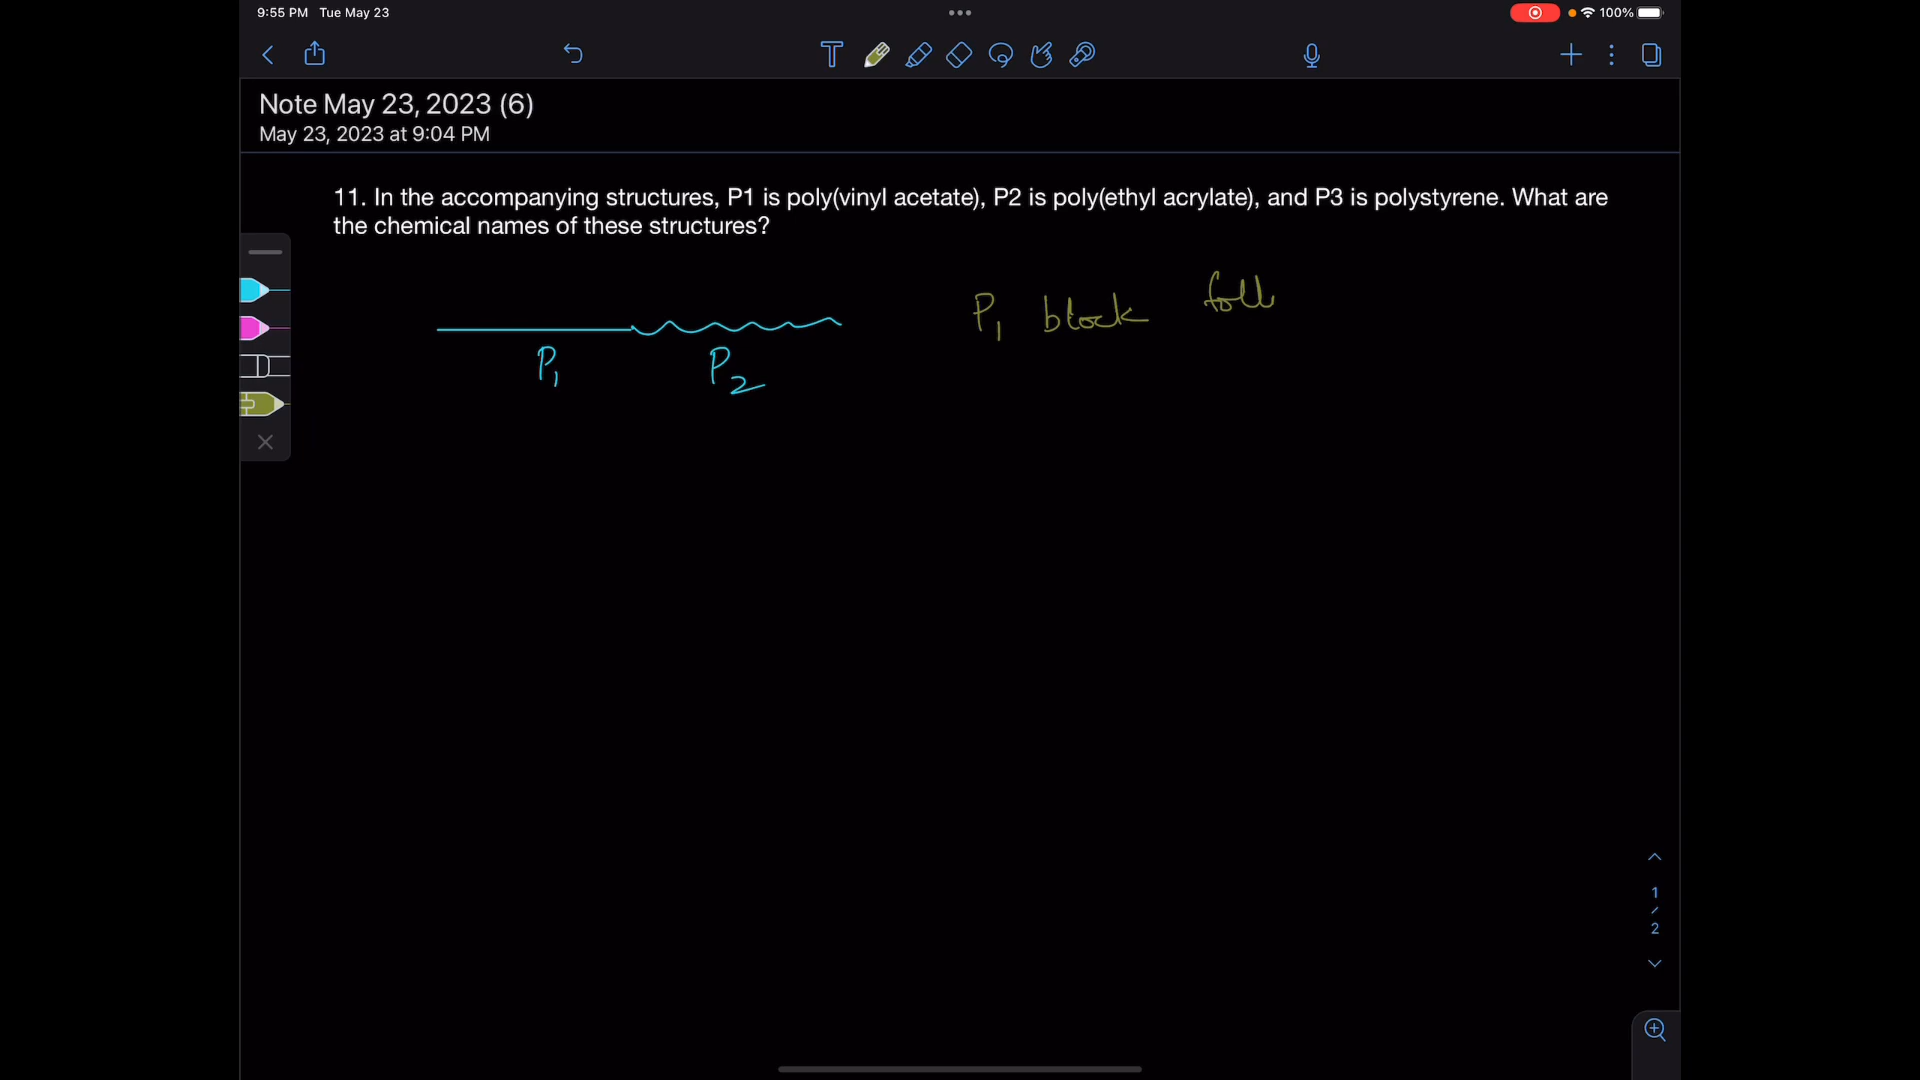 9:55 PM Tue May 23
100%
Note May 23, 2023 (6)
May 23, 2023 at 9:04 PM
11. In the accompanying structures, P1 is poly(vinyl acetate), P2 is poly(ethyl acrylate), and P3 is polystyrene. What are
the chemical names of these structures?
P1 block foll
P1 P2
1
/
2